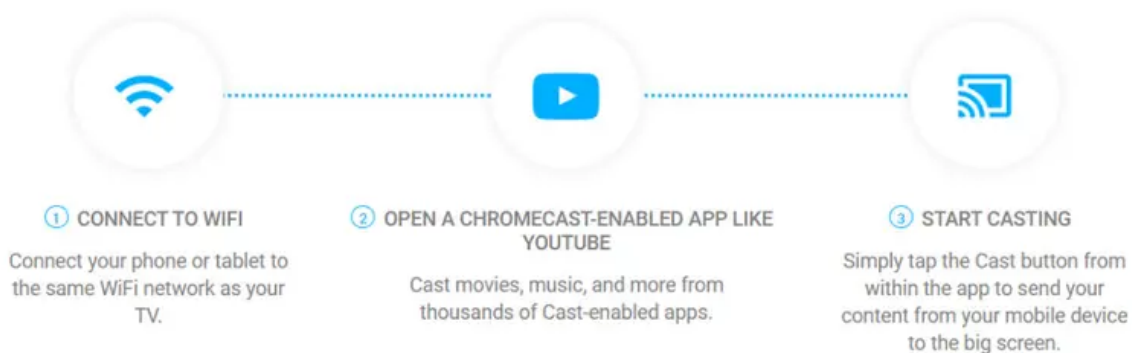 1 CONNECT TO WIFI
Connect your phone or tablet to
the same WiFi network as your
TV.
2 OPEN A CHROMECAST-ENABLED APP LIKE
YOUTUBE
Cast movies, music, and more from
thousands of Cast-enabled apps.
3 START CASTING
Simply tap the Cast button from
within the app to send your
content from your mobile device
to the big screen.